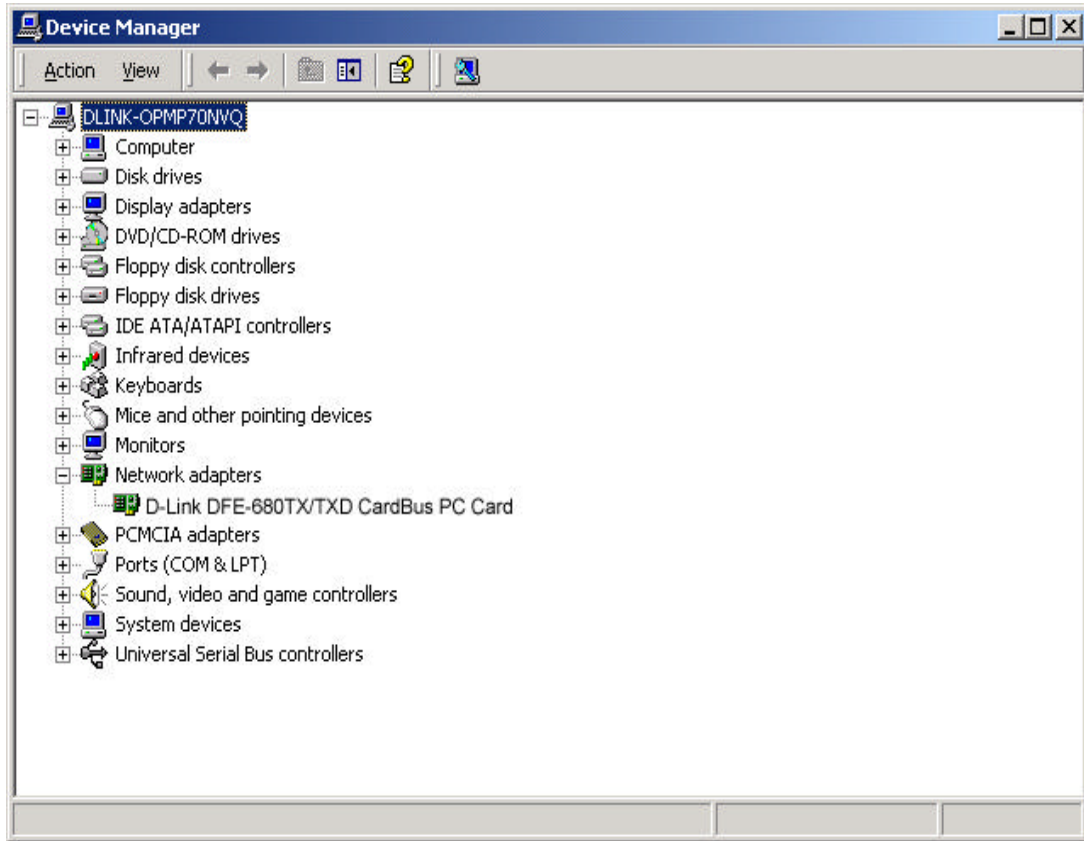 Device Manager
Action View
DLINK-OPMP70NVQ
Computer
Disk drives
Display adapters
DVD/CD-ROM drives
Floppy disk controllers
Floppy disk drives
IDE ATA/ATAPI controllers
Infrared devices
Keyboards
Mice and other pointing devices
Monitors
Network adapters
D-Link DFE-680TX/TXD CardBus PC Card
PCMCIA adapters
Ports (COM & LPT)
Sound, video and game controllers
System devices
Universal Serial Bus controllers